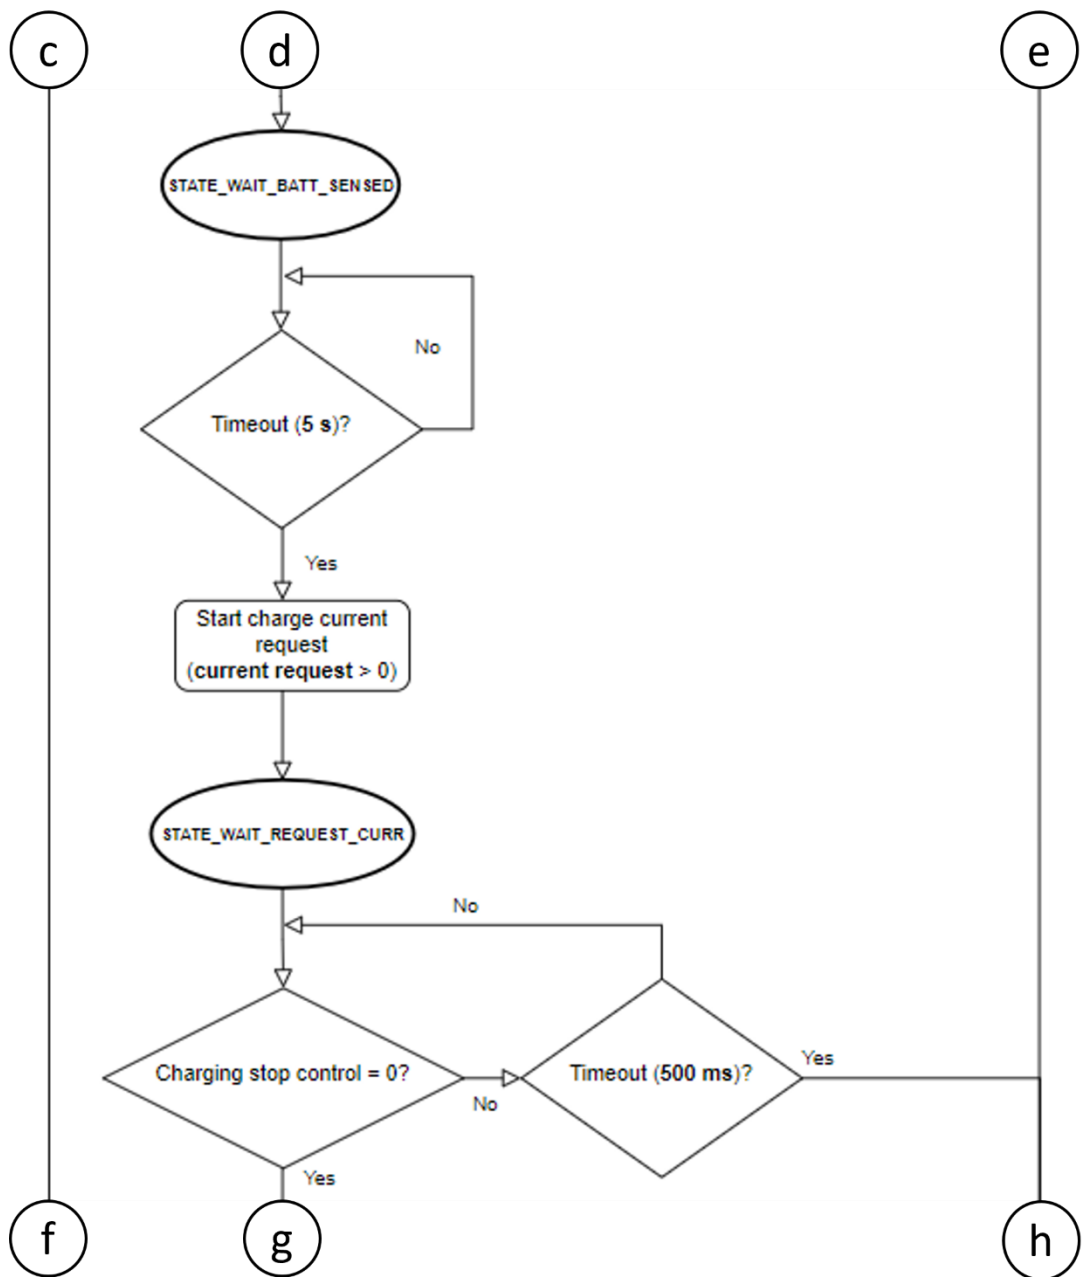 c
d
e
STATE_WAIT_BATT_SENSED
No
Timeout (5 s)?
Yes
Start charge current
request
(current request > 0)
STATE_WAIT_REQUEST_CURR
No
Charging stop control = 0?
No
Timeout (500 ms)?
Yes
Yes
f
g
h